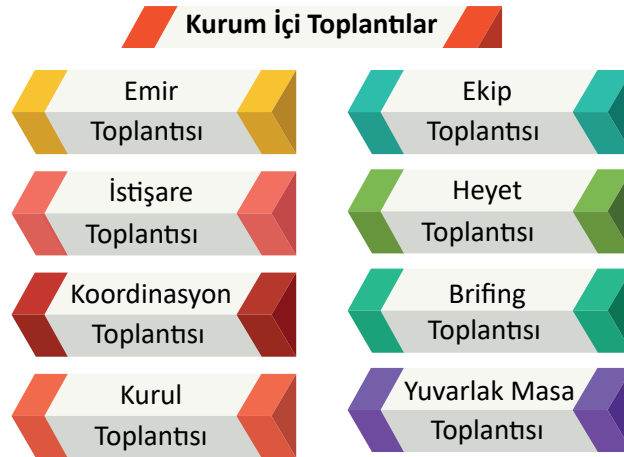 Kurum İçi Toplantılar
Emir
Toplantısı
İstişare
Toplantısı
Koordinasyon
Toplantısı
Kurul
Toplantısı
Ekip
Toplantısı
Heyet
Toplantısı
Brifing
Toplantısı
Yuvarlak Masa
Toplantısı